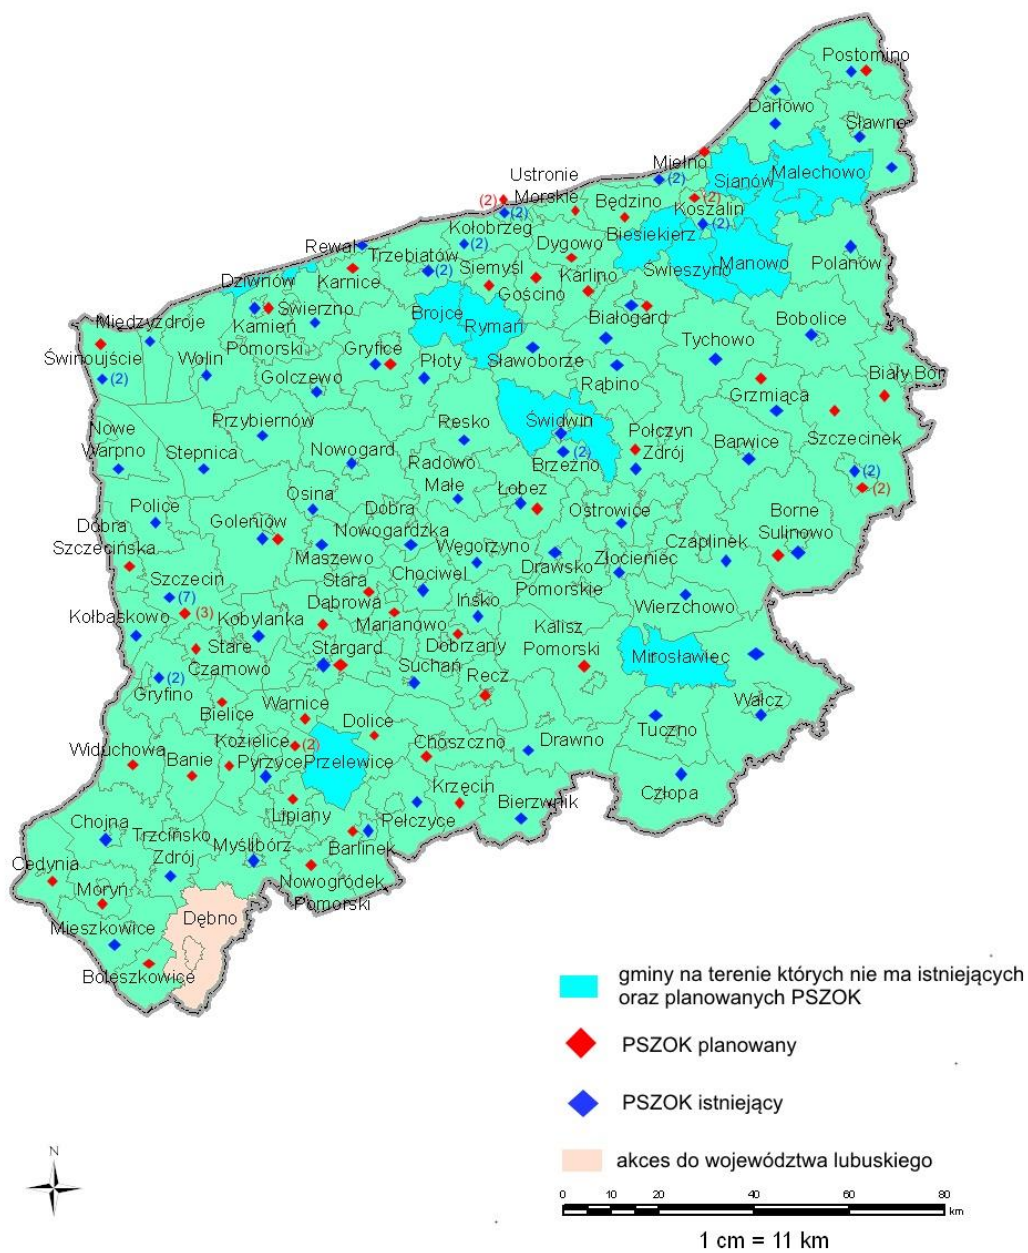 Postomino
Darłowo
Sławno
Mielno
Ustronie
Morskie
(2)
(2)
(2)
Sianów
Malechowo
Będzino
(2)
Koszalin
(2)
Kołobrzeg
(2)
Biesiekierz
Rewal
Trzebiatów
(2)
Dygowo
Świeszyno
Manowo
Polanów
Siemyśl
Karlino
Gościno
Dziwnów
Karnice
Świerzno
Kamień
Pomorski
Brojce
Rymań
Białogard
Bobolice
Międzyzdroje
Świnoujście
(2)
Wolin
Gryfice
Płoty
Sławoborze
Tychowo
Rąbino
Golczewo
Biały Bór
Grzmiąca
Przybiernów
Resko
Świdwin
(2)
Brzeżno
Połczyn
Zdrój
Barwice
Szczecinek
(2)
(2)
Nowe
Warpno
Stepnica
Nowogard
Radowo
Małe
Łobez
Ostrowice
Borne
Sulinowo
Police
Osina
Dobra
Nowogardzka
Dobra
Szczecińska
Goleniów
Maszewo
Węgorzyno
Drawsko
Pomorskie
Złocieniec
Czaplinek
Szczecin
(7)
(3)
Stara
Dąbrowa
Chociwel
Marianowo
Ińsko
Wierzchowo
Kołbaskowo
Kobylanka
Stare
Czarnowo
Stargard
Dobrzany
Kalisz
Pomorski
Mirosławiec
Suchań
Recz
(2)
Gryfino
Bielice
Warnice
Dolice
Wałcz
Tuczno
Kozielice
(2)
Choszczno
Drawno
Widuchowa
Banie
Pyrzyce
Przelewice
Człopa
Krzęcin
Bierzwnik
Lipiany
Pełczyce
Chojna
Trzcińsko
Zdrój
Myślibórz
Barlinek
Cedynia
Moryń
Nowogródek
Pomorski
Mieszkowice
Dębno
Boleszkowice
gminy na terenie których nie ma istniejących
oraz planowanych PSZOK
PSZOK planowany
PSZOK istniejący
akces do województwa lubuskiego
N
0 10 20 40 60 80
km
1 cm = 11 km